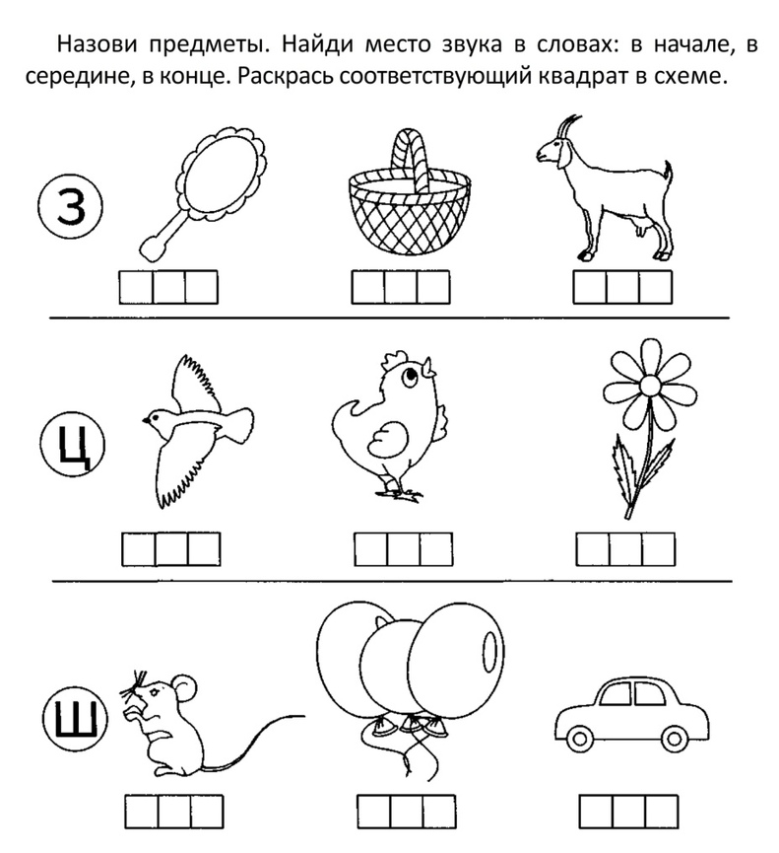 Назови предметы. Найди место звука в словах: в начале, в
середине, в конце. Раскрась соответствующий квадрат в схеме.
З
Ц
Ш